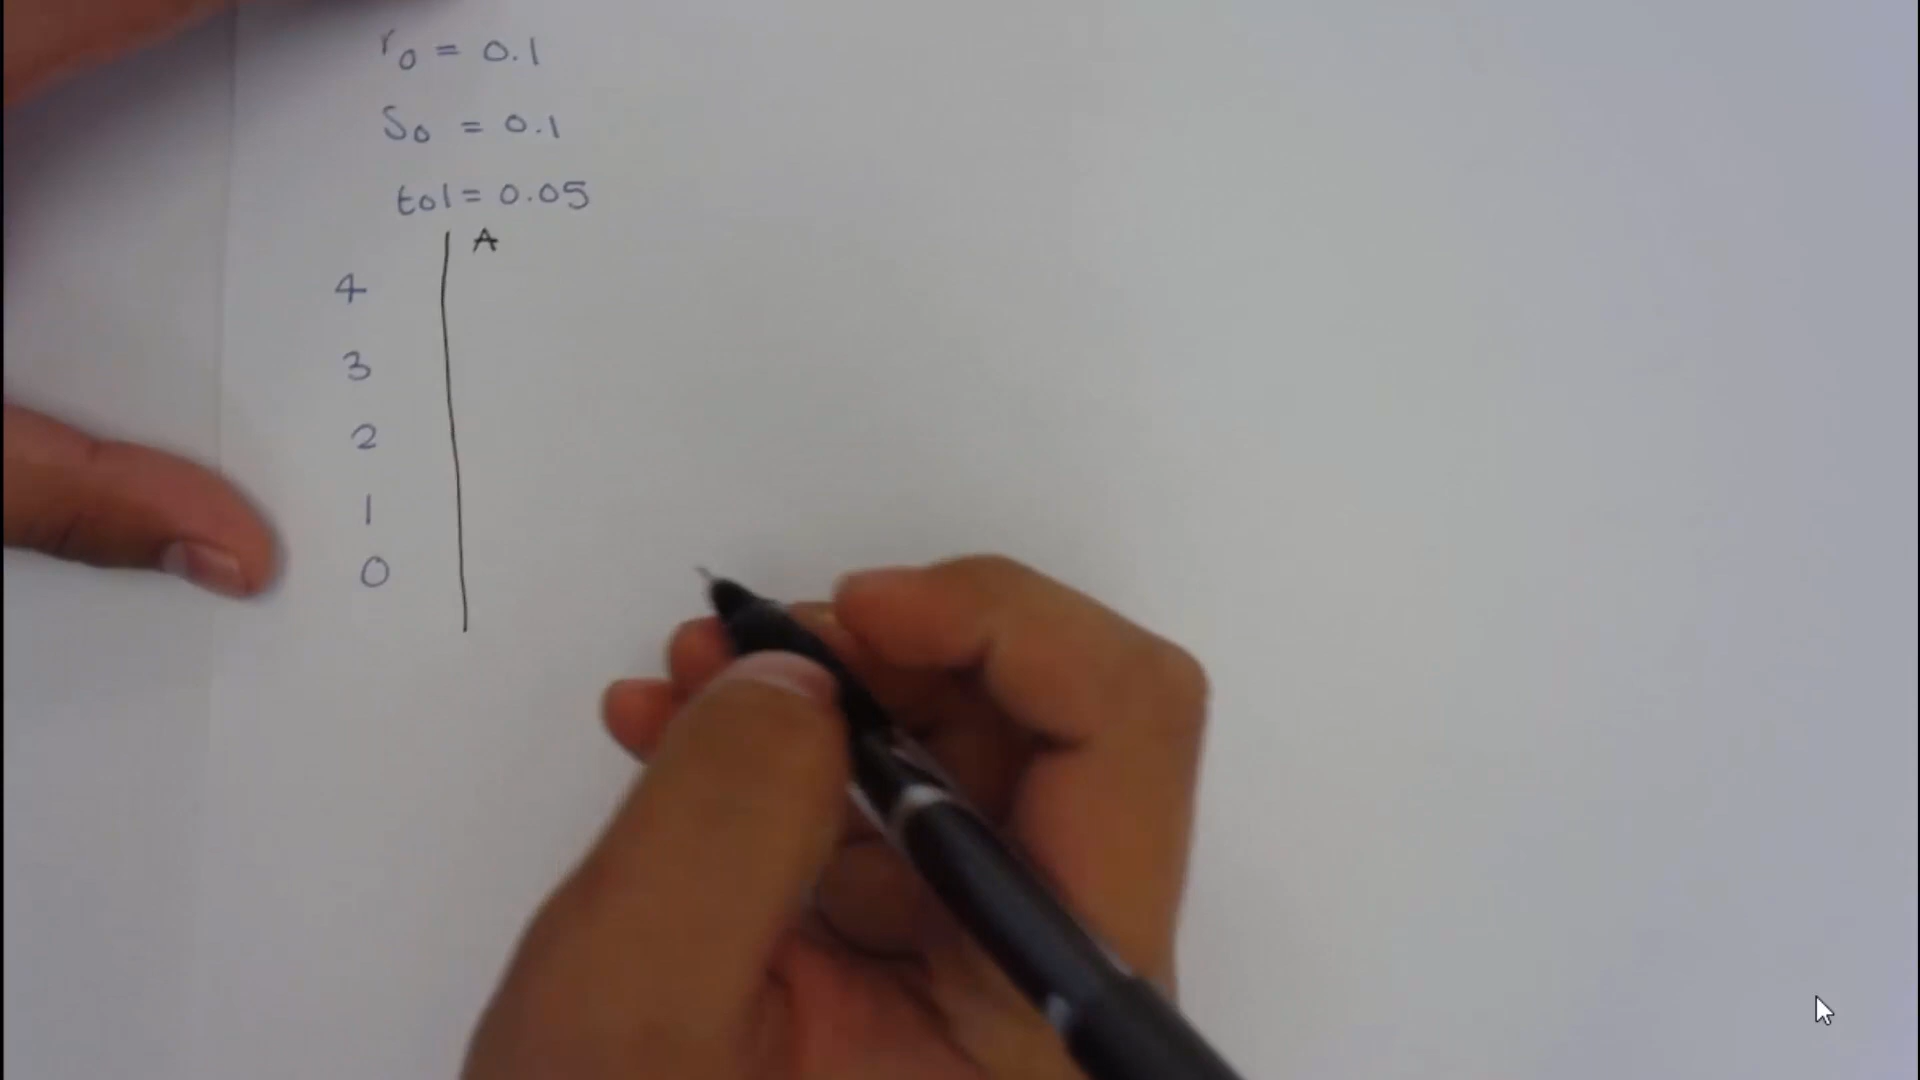 r₀ = 0.1
S₀ = 0.1
tol = 0.05
A
4
3
2
1
0